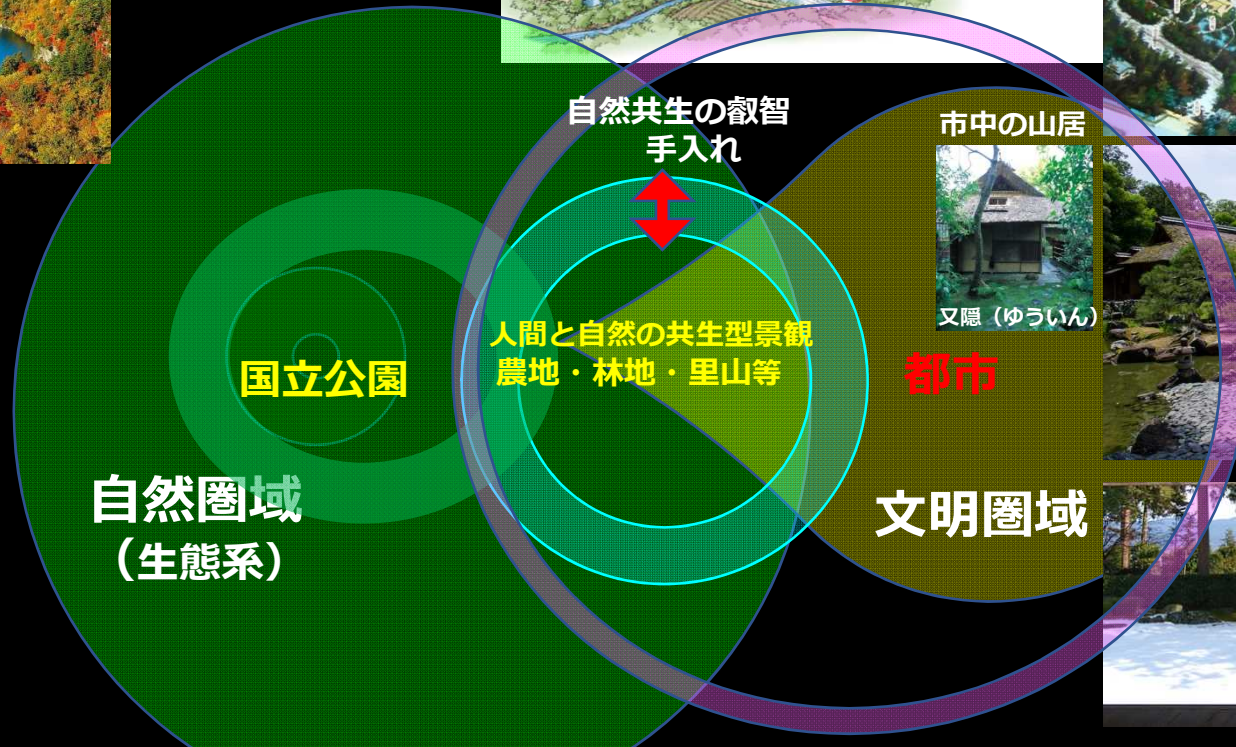 自然共生の叡智
手入れ
市中の山居
又隠（ゆういん）
人間と自然の共生型景観
農地・林地・里山等
国立公園
都市
自然圏域
（生態系）
文明圏域